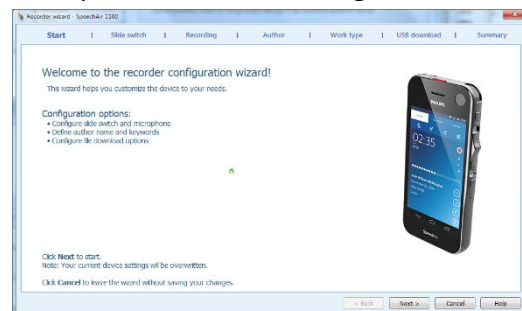 Recorder wizard - SpeechAir 1100
Start | Slide switch | Recording | Author | Work type | USB download | Summary
Welcome to the recorder configuration wizard!
This wizard helps you customize the device to your needs.
Configuration options:
• Configure slide switch and microphone
• Define author name and keywords
• Configure file download options
PHILIPS
02:35
Click Next to start.
Note: Your current device settings will be overwritten.
Click Cancel to leave the wizard without saving your changes.
< Back Next > Cancel Help